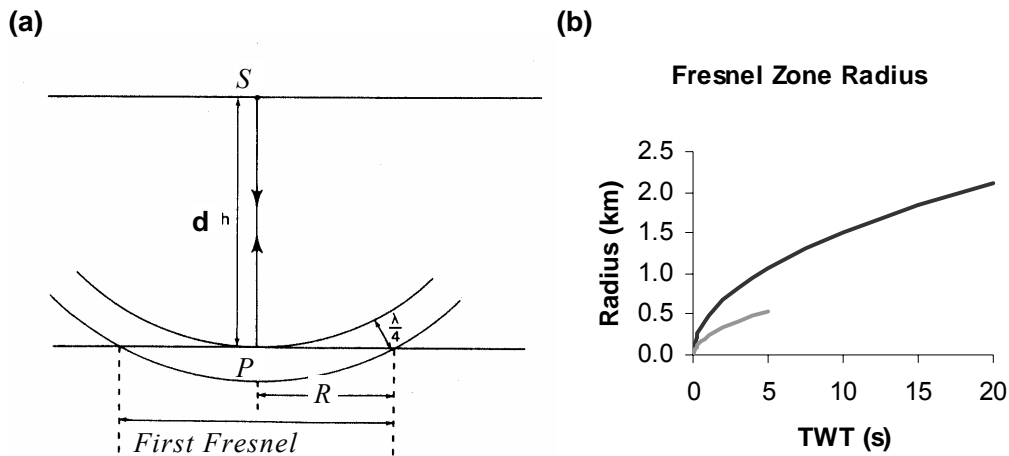 (a)
S
d h
λ/4
P
R
First Fresnel
(b)
Fresnel Zone Radius
Radius (km)
2.5
2.0
1.5
1.0
0.5
0.0
0 5 10 15 20
TWT (s)